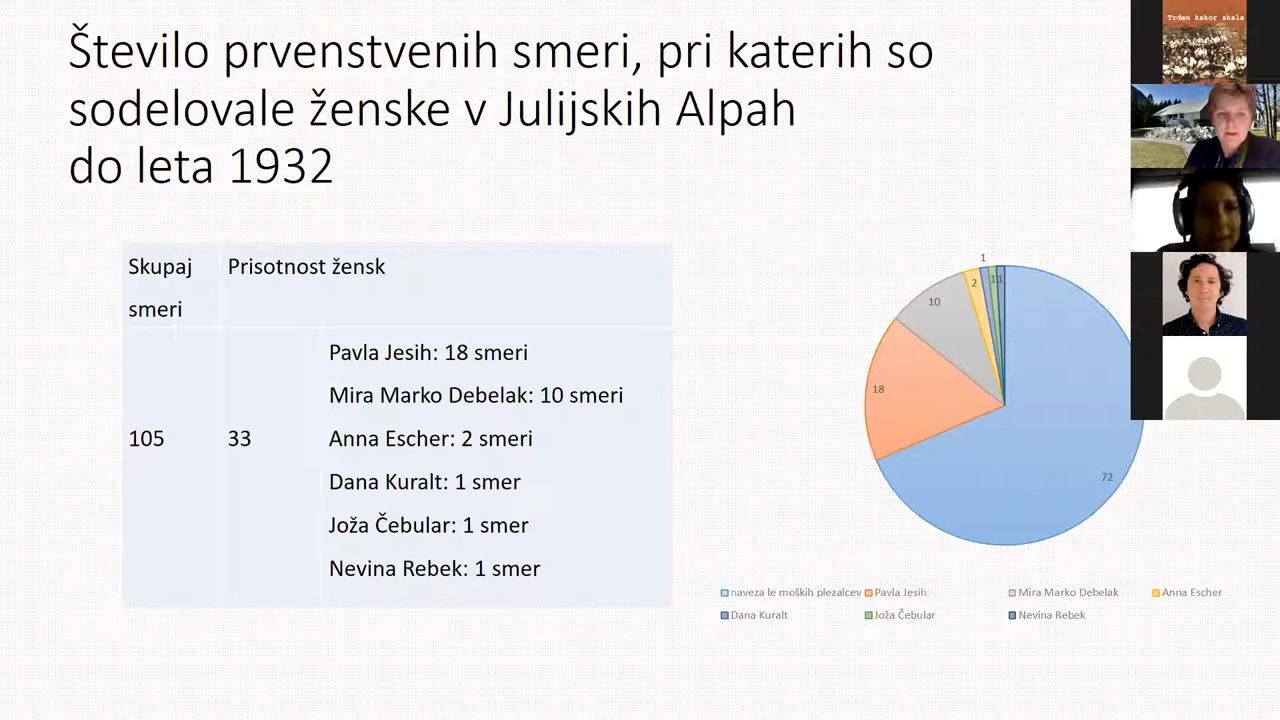 Število prvenstvenih smeri, pri katerih so
sodelovale ženske v Julijskih Alpah
do leta 1932
Skupaj
smeri
Prisotnost žensk
105
33
Pavla Jesih: 18 smeri
Mira Marko Debelak: 10 smeri
Anna Escher: 2 smeri
Dana Kuralt: 1 smer
Joža Čebular: 1 smer
Nevina Rebek: 1 smer
72
18
10
2
1
1
1
naveza le moških plezalcev
Pavla Jesih
Mira Marko Debelak
Anna Escher
Dana Kuralt
Joža Čebular
Nevina Rebek
Trden kakor skala